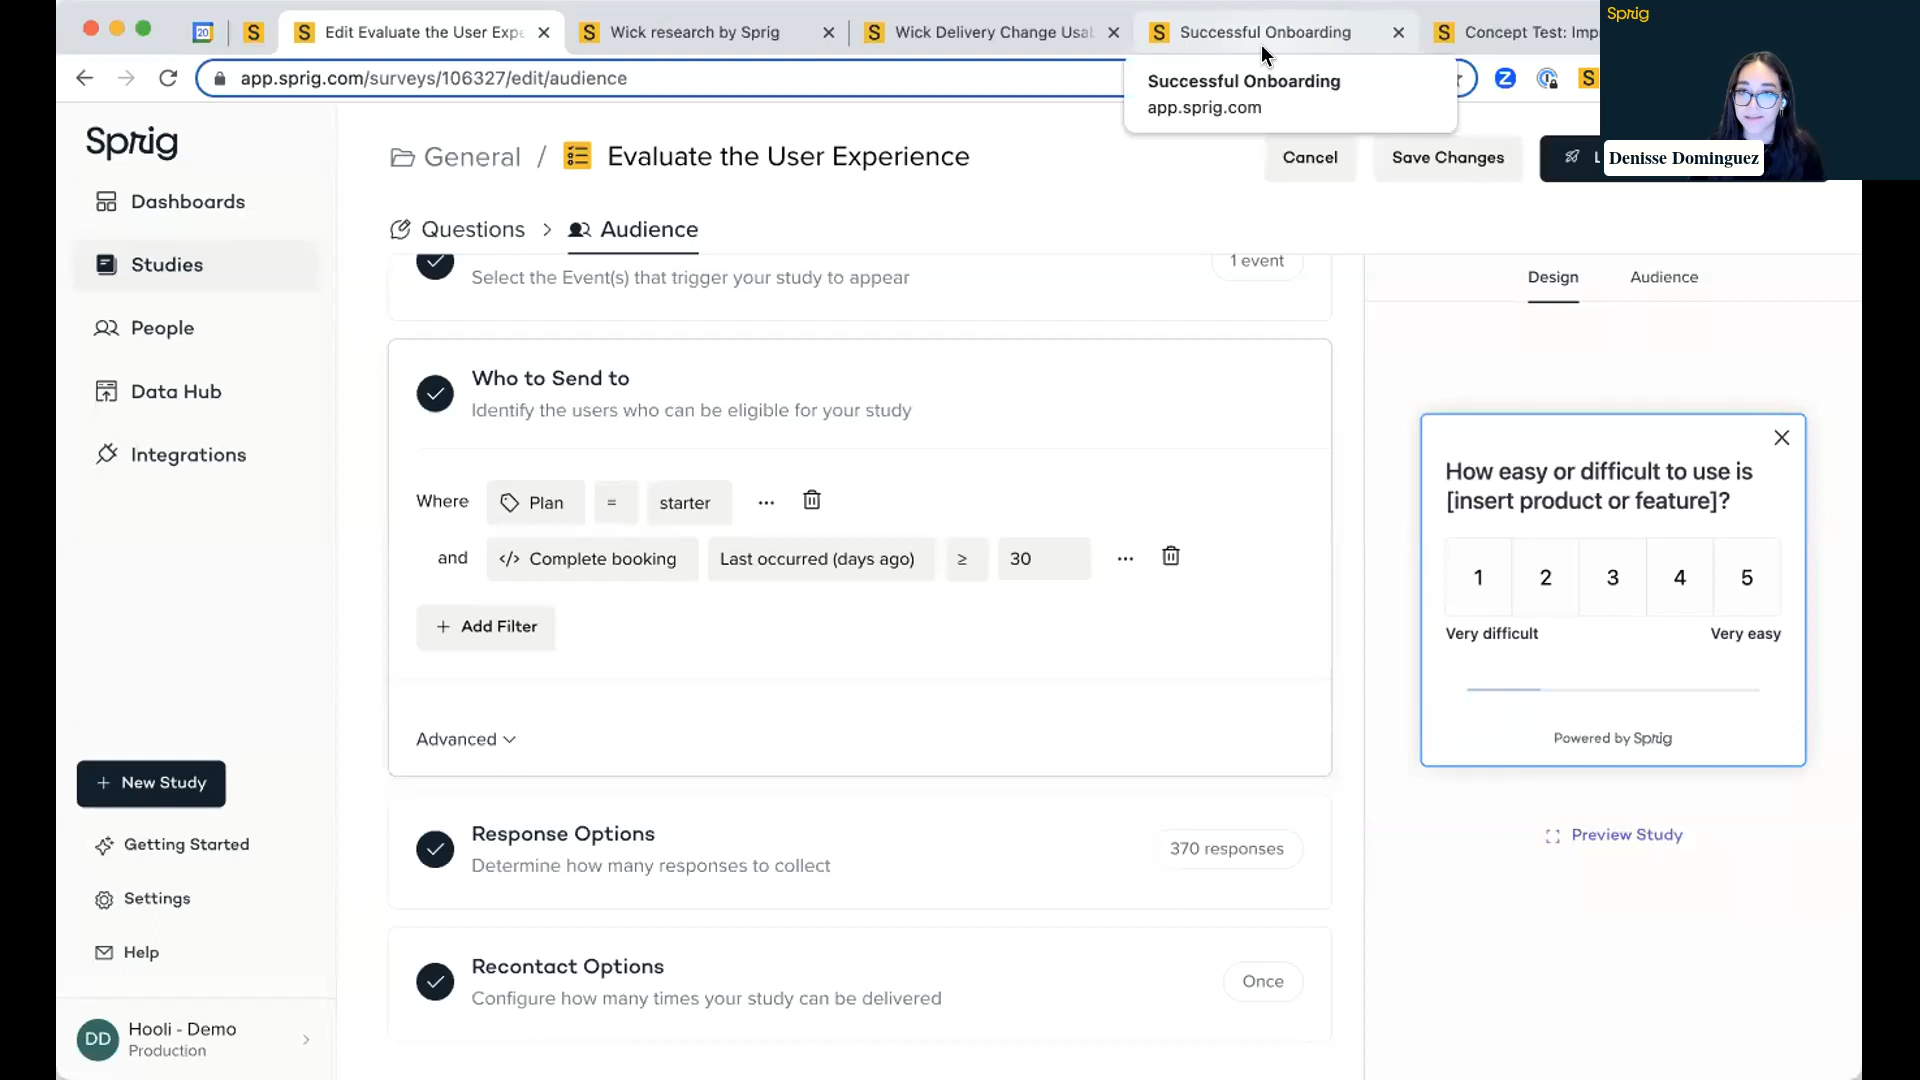 Sprig
20
Edit Evaluate the User Expe
Wick research by Sprig
Wick Delivery Change Usa
Successful Onboarding
Concept Test: Imp
app.sprig.com/surveys/106327/edit/audience
Successful Onboarding
app.sprig.com
Denisse Dominguez
Sprig
General / Evaluate the User Experience
Cancel
Save Changes
L
Questions > Audience
Dashboards
Studies
People
Data Hub
Integrations
New Study
Getting Started
Settings
Help
DD
Hooli - Demo
Production
Select the Event(s) that trigger your study to appear
1 event
Who to Send to
Identify the users who can be eligible for your study
Where Plan = starter ...
and </> Complete booking Last occurred (days ago) ≥ 30 ...
+ Add Filter
Advanced
Response Options
Determine how many responses to collect
370 responses
Recontact Options
Configure how many times your study can be delivered
Once
Design
Audience
How easy or difficult to use is
[insert product or feature]?
1 2 3 4 5
Very difficult Very easy
Powered by Sprig
Preview Study